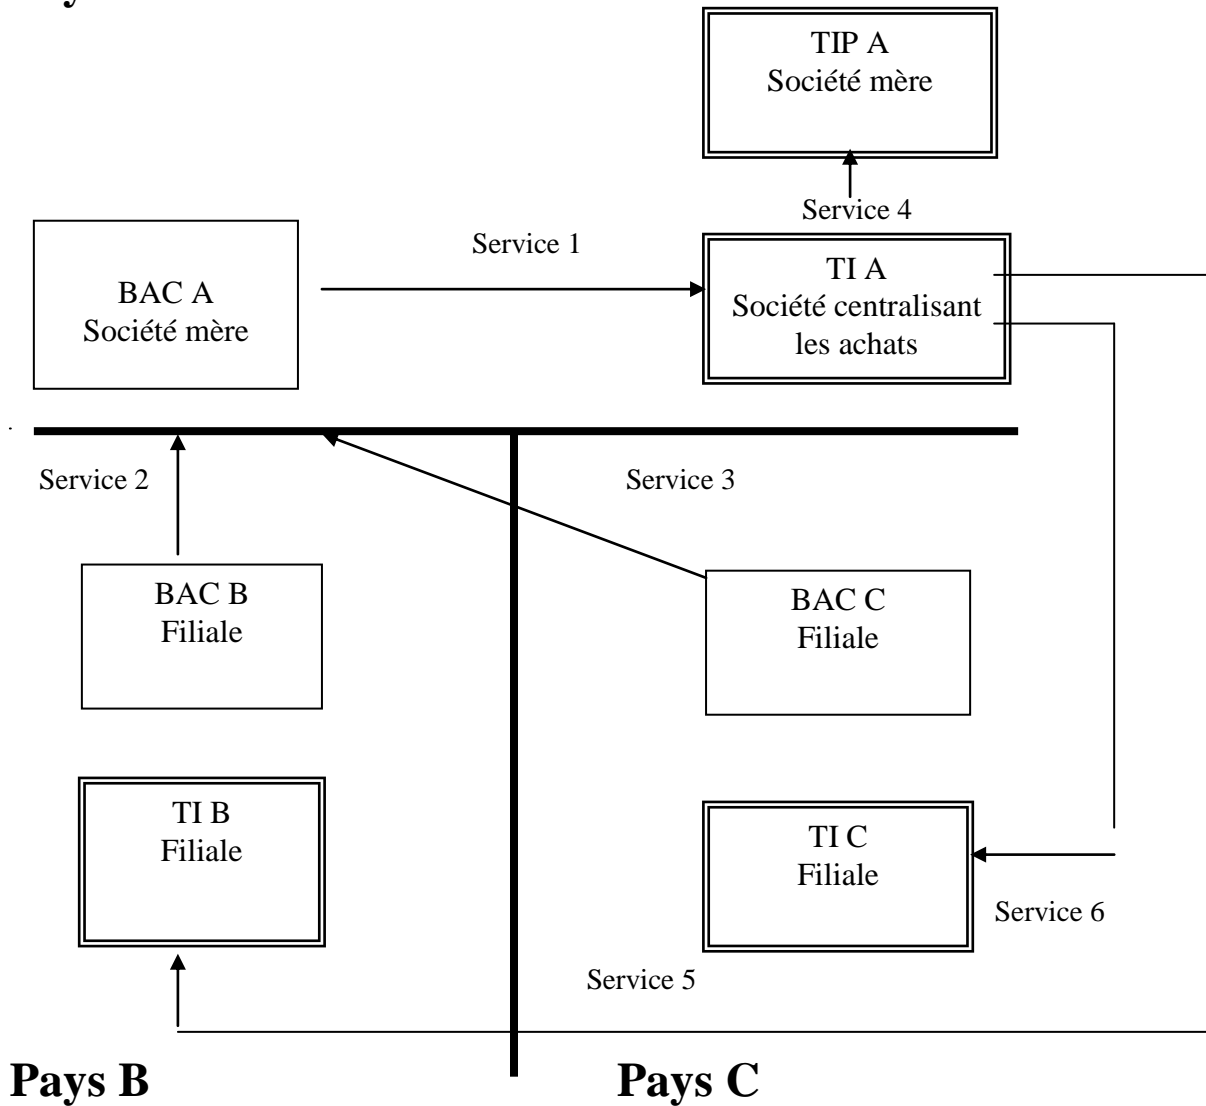 TIP A
Société mère
Service 4
Service 1
BAC A
Société mère
TI A
Société centralisant
les achats
Service 2
Service 3
BAC B
Filiale
BAC C
Filiale
TI B
Filiale
TI C
Filiale
Service 6
Service 5
Pays B
Pays C